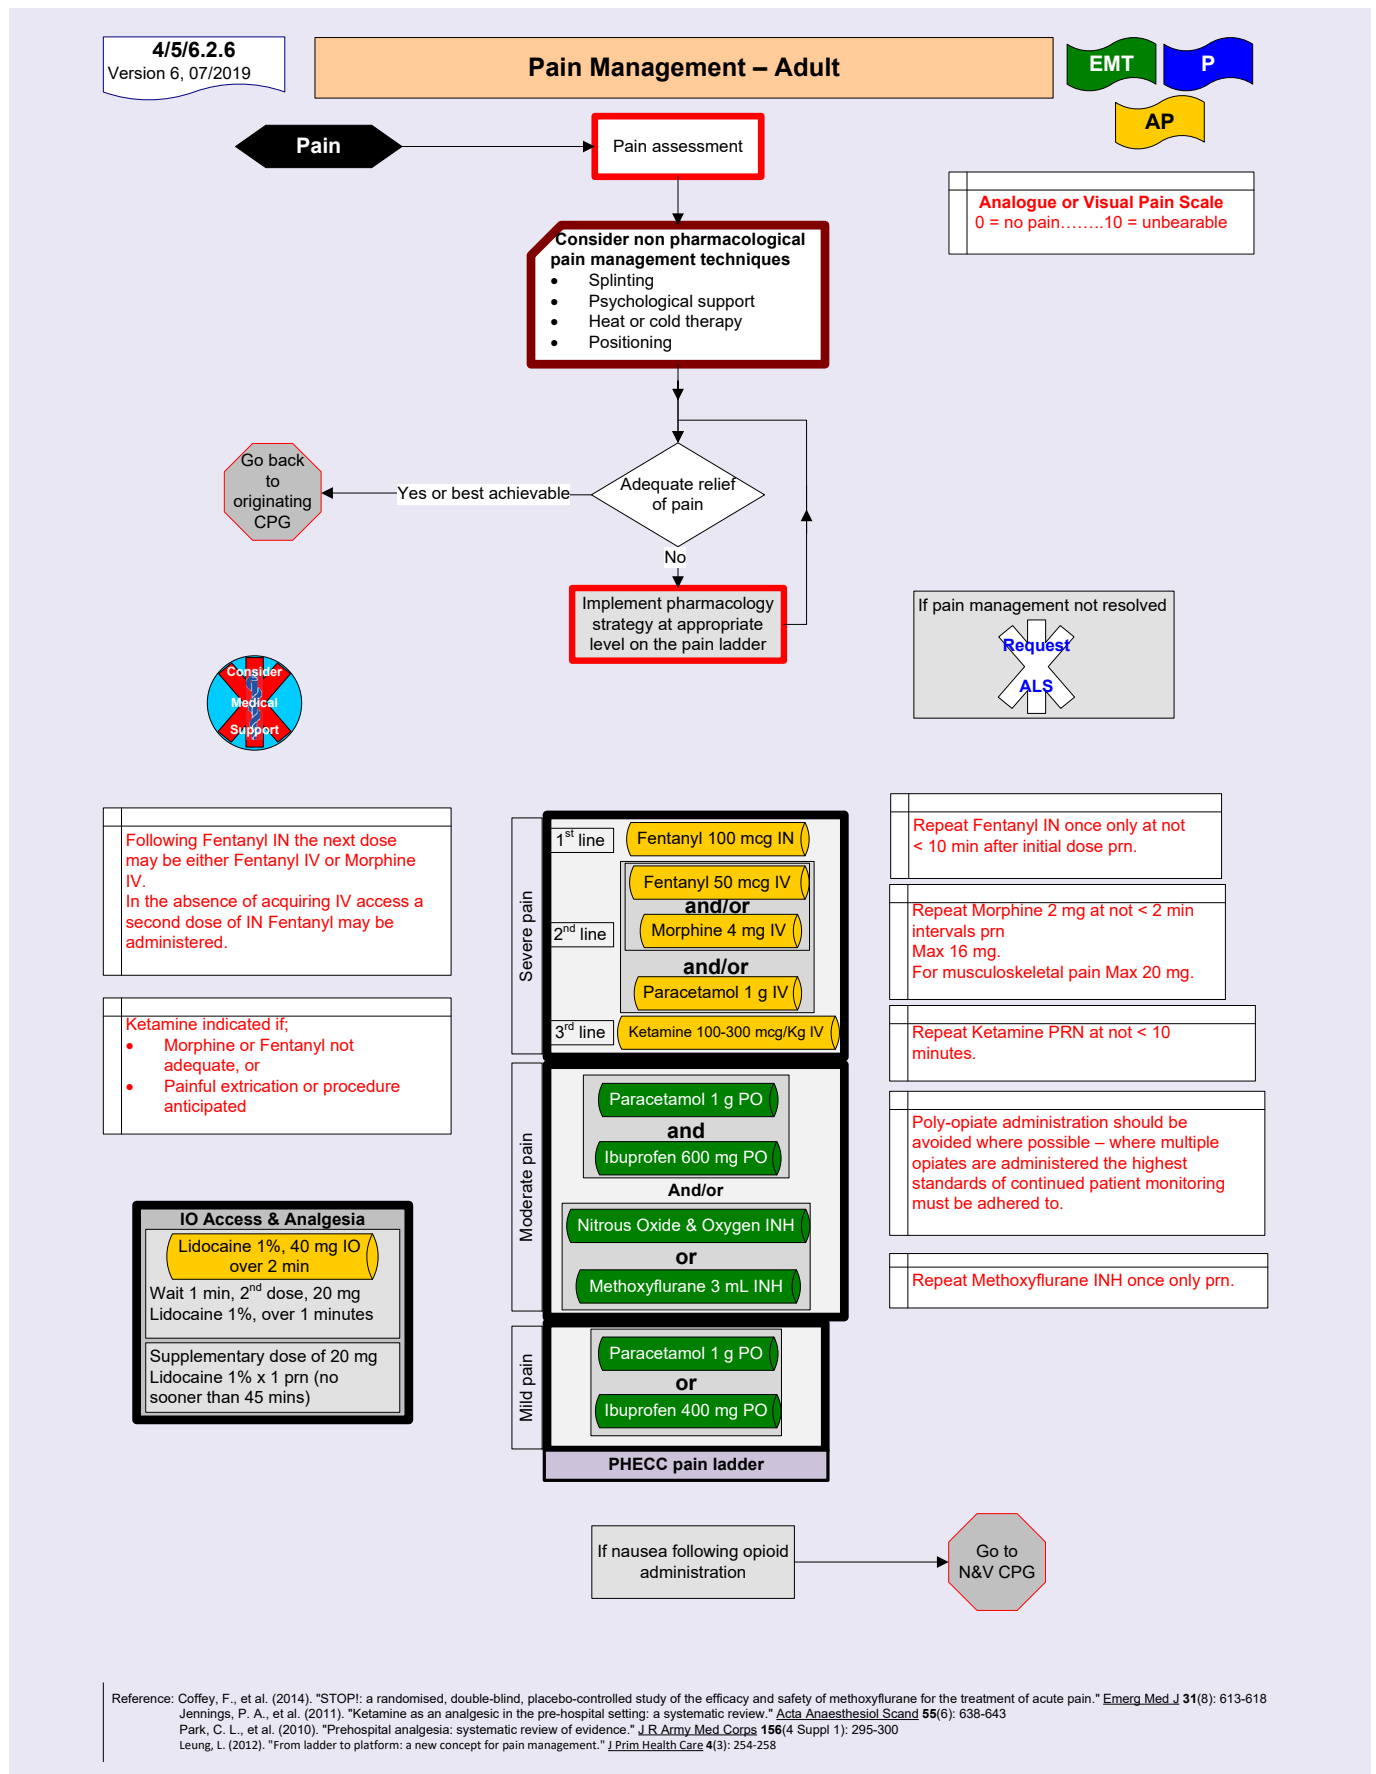 4/5/6.2.6
Version 6, 07/2019
Pain Management – Adult
EMT
P
AP
Pain
Pain assessment
Analogue or Visual Pain Scale
0 = no pain……..10 = unbearable
Consider non pharmacological
pain management techniques
• Splinting
• Psychological support
• Heat or cold therapy
• Positioning
Go back
to
originating
CPG
Yes or best achievable
Adequate relief
of pain
No
Implement pharmacology
strategy at appropriate
level on the pain ladder
If pain management not resolved
Request
ALS
Consider
Medical
Support
Following Fentanyl IN the next dose
may be either Fentanyl IV or Morphine
IV.
In the absence of acquiring IV access a
second dose of IN Fentanyl may be
administered.
Ketamine indicated if;
• Morphine or Fentanyl not
adequate, or
• Painful extrication or procedure
anticipated
IO Access & Analgesia
Lidocaine 1%, 40 mg IO
over 2 min
Wait 1 min, 2nd dose, 20 mg
Lidocaine 1%, over 1 minutes
Supplementary dose of 20 mg
Lidocaine 1% x 1 prn (no
sooner than 45 mins)
Severe pain
1st line
Fentanyl 100 mcg IN
2nd line
Fentanyl 50 mcg IV
and/or
Morphine 4 mg IV
and/or
Paracetamol 1 g IV
3rd line
Ketamine 100-300 mcg/Kg IV
Moderate pain
Paracetamol 1 g PO
and
Ibuprofen 600 mg PO
And/or
Nitrous Oxide & Oxygen INH
or
Methoxyflurane 3 mL INH
Mild pain
Paracetamol 1 g PO
or
Ibuprofen 400 mg PO
PHECC pain ladder
Repeat Fentanyl IN once only at not
< 10 min after initial dose prn.
Repeat Morphine 2 mg at not < 2 min
intervals prn
Max 16 mg.
For musculoskeletal pain Max 20 mg.
Repeat Ketamine PRN at not < 10
minutes.
Poly-opiate administration should be
avoided where possible – where multiple
opiates are administered the highest
standards of continued patient monitoring
must be adhered to.
Repeat Methoxyflurane INH once only prn.
If nausea following opioid
administration
Go to
N&V CPG
Reference: Coffey, F., et al. (2014). "STOP!: a randomised, double-blind, placebo-controlled study of the efficacy and safety of methoxyflurane for the treatment of acute pain." Emerg Med J 31(8): 613-618
Jennings, P. A., et al. (2011). "Ketamine as an analgesic in the pre-hospital setting: a systematic review." Acta Anaesthesiol Scand 55(6): 638-643
Park, C. L., et al. (2010). "Prehospital analgesia: systematic review of evidence." J R Army Med Corps 156(4 Suppl 1): 295-300
Leung, L. (2012). "From ladder to platform: a new concept for pain management." J Prim Health Care 4(3): 254-258